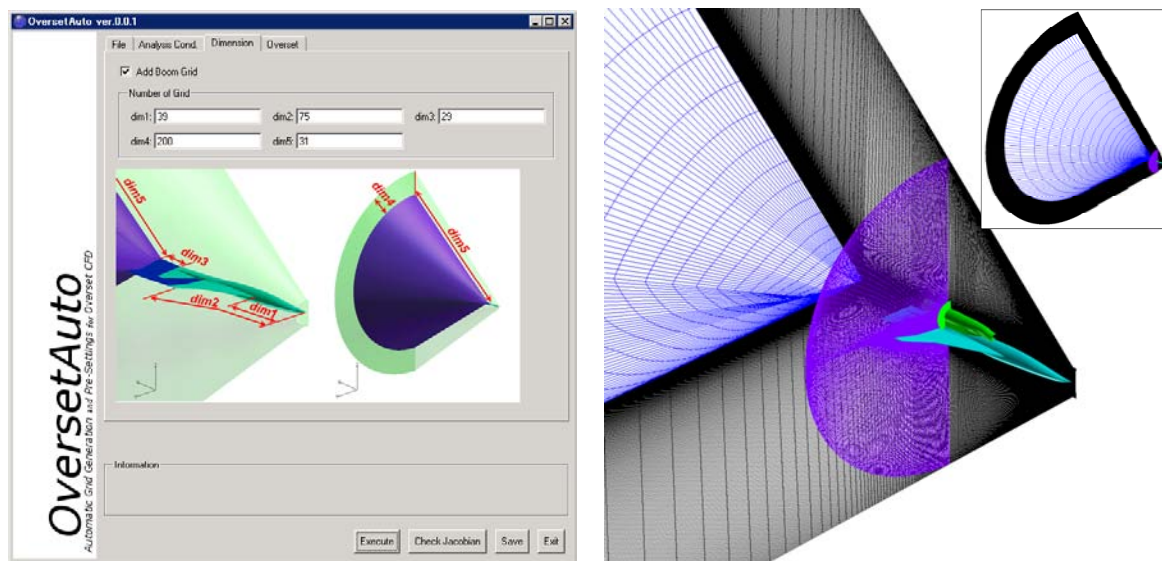 OversetAuto ver.0.0.1
File Analysis Cond. Dimension Overset
Add Boom Grid
Number of Grid
dim1: 39 dim2: 75 dim3: 29
dim4: 200 dim5: 31
dim5
dim3
dim2
dim1
dim4
dim5
OversetAuto
Automatic Grid Generation and Pre-Settings for Overset CFD
Information
Execute Check Jacobian Save Exit